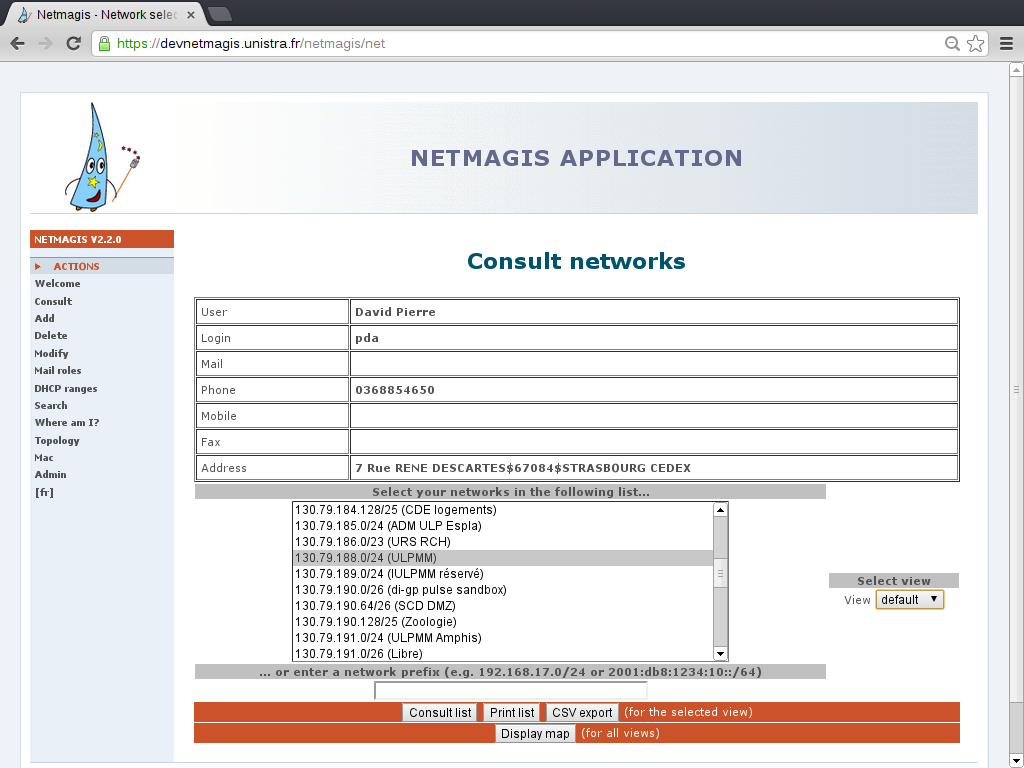 Netmagis - Network selec
https://devnetmagis.unistra.fr/netmagis/net
NETMAGIS APPLICATION
NETMAGIS V2.2.0
ACTIONS
Welcome
Consult
Add
Delete
Modify
Mail roles
DHCP ranges
Search
Where am I?
Topology
Mac
Admin
[fr]
Consult networks
User David Pierre
Login pda
Mail
Phone 0368854650
Mobile
Fax
Address 7 Rue RENE DESCARTES$67084$STRASBOURG CEDEX
Select your networks in the following list...
130.79.184.128/25 (CDE logements)
130.79.185.0/24 (ADM ULP Espla)
130.79.186.0/23 (URS RCH)
130.79.188.0/24 (ULPMM)
130.79.189.0/24 (IULPMM réservé)
130.79.190.0/26 (di-gp pulse sandbox)
130.79.190.64/26 (SCD DMZ)
130.79.190.128/25 (Zoologie)
130.79.191.0/24 (ULPMM Amphis)
130.79.191.0/26 (Libre)
Select view
View default
... or enter a network prefix (e.g. 192.168.17.0/24 or 2001:db8:1234:10::/64)
Consult list Print list CSV export (for the selected view)
Display map (for all views)